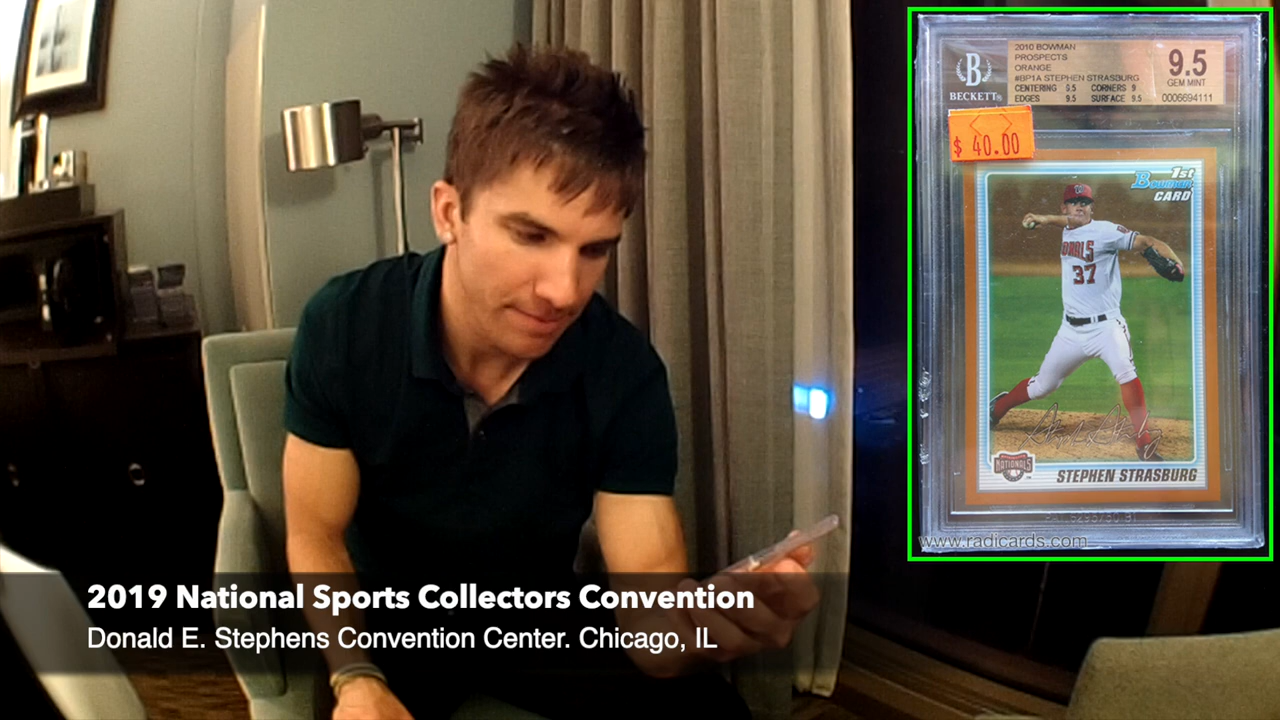 2010 BOWMAN
PROSPECTS
ORANGE
#BP1A STEPHEN STRASBURG
CENTERING 9.5 CORNERS 9
EDGES 9.5 SURFACE 9.5
9.5
GEM MINT
0006694111
B
BECKETT
$ 40.00
1st
Bowman
CARD
37
NATIONALS
STEPHEN STRASBURG
www.radicards.com
2019 National Sports Collectors Convention
Donald E. Stephens Convention Center. Chicago, IL